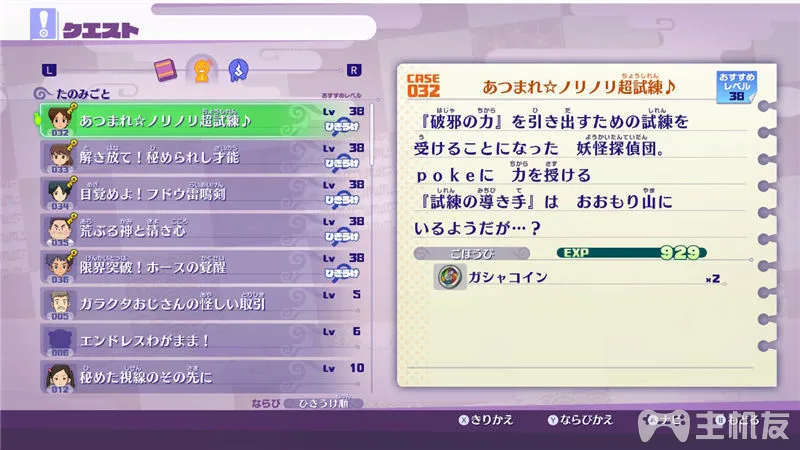 クエスト
L
R
たのみごと
おすすめレベル
032 あつまれ☆ノリノリ超試練♪ Lv 38 ひきうけ
033 解き放て!秘められし才能 Lv 38 ひきうけ
034 目覚めよ!フドウ雷鳴剣 Lv 38 ひきうけ
035 荒ぶる神と清き心 Lv 38 ひきうけ
036 限界突破!ホースの覚醒 Lv 38 ひきうけ
005 ガラクタおじさんの怪しい取引 Lv 5
006 エンドレスわがまま! Lv 6
012 秘めた視線のその先に Lv 10
ならび ひきうけ順
CASE 032
あつまれ☆ノリノリ超試練♪
おすすめレベル 38
『破邪の力』を引き出すための試練を
受けることになった 妖怪探偵団。
pokeに 力を授ける
『試練の導き手』は おおもり山に
いるようだが…?
ごほうび
EXP 929
ガシャコイン ×2
X きりかえ
Y ならびかえ
A ナビ
B もどる
主机友